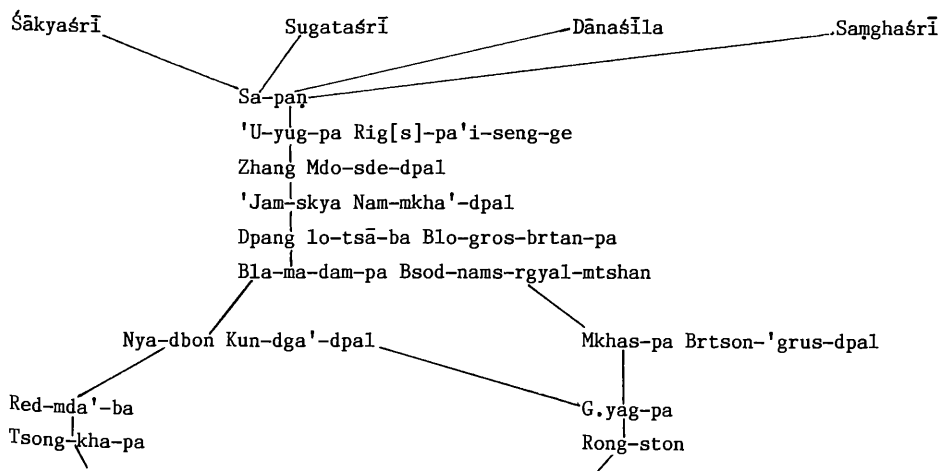 Śākyaśrī Sugataśrī Dānaśīla Saṃghaśrī
Sa-paṇ
'U-yug-pa Rig[s]-pa'i-seng-ge
Zhang Mdo-sde-dpal
'Jam-skya Nam-mkha'-dpal
Dpang lo-tsā-ba Blo-gros-brtan-pa
Bla-ma-dam-pa Bsod-nams-rgyal-mtshan
Nya-dbon Kun-dga'-dpal Mkhas-pa Brtson-'grus-dpal
Red-mda'-ba G.yag-pa
Tsong-kha-pa Rong-ston